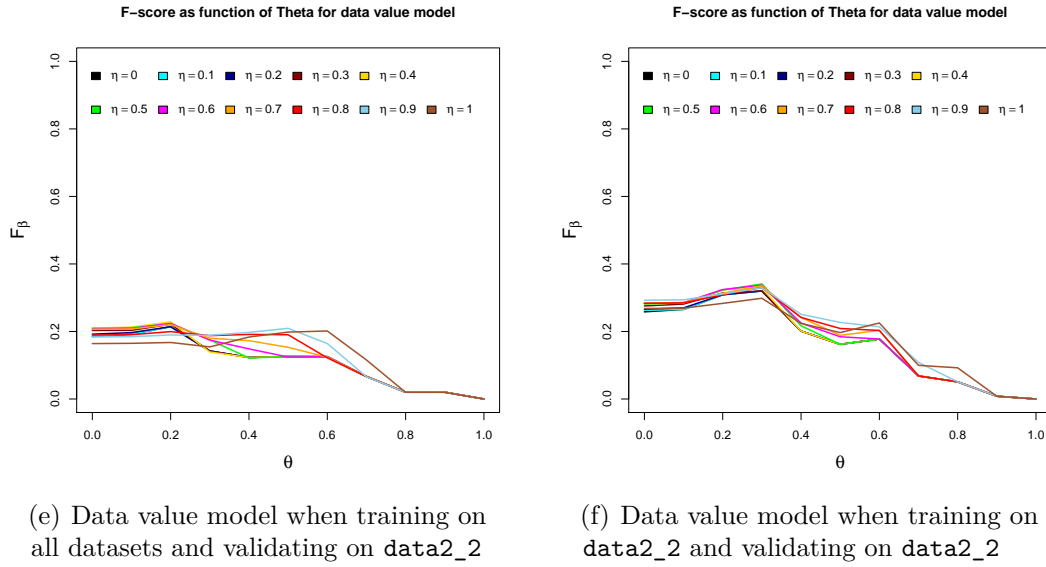 F−score as function of Theta for data value model
1.0
0.8
0.6
0.4
0.2
0.0
Fβ
η = 0 η = 0.1 η = 0.2 η = 0.3 η = 0.4
η = 0.5 η = 0.6 η = 0.7 η = 0.8 η = 0.9 η = 1
0.0 0.2 0.4 0.6 0.8 1.0
θ
(e) Data value model when training on
all datasets and validating on data2_2
F−score as function of Theta for data value model
1.0
0.8
0.6
0.4
0.2
0.0
Fβ
η = 0 η = 0.1 η = 0.2 η = 0.3 η = 0.4
η = 0.5 η = 0.6 η = 0.7 η = 0.8 η = 0.9 η = 1
0.0 0.2 0.4 0.6 0.8 1.0
θ
(f) Data value model when training on
data2_2 and validating on data2_2